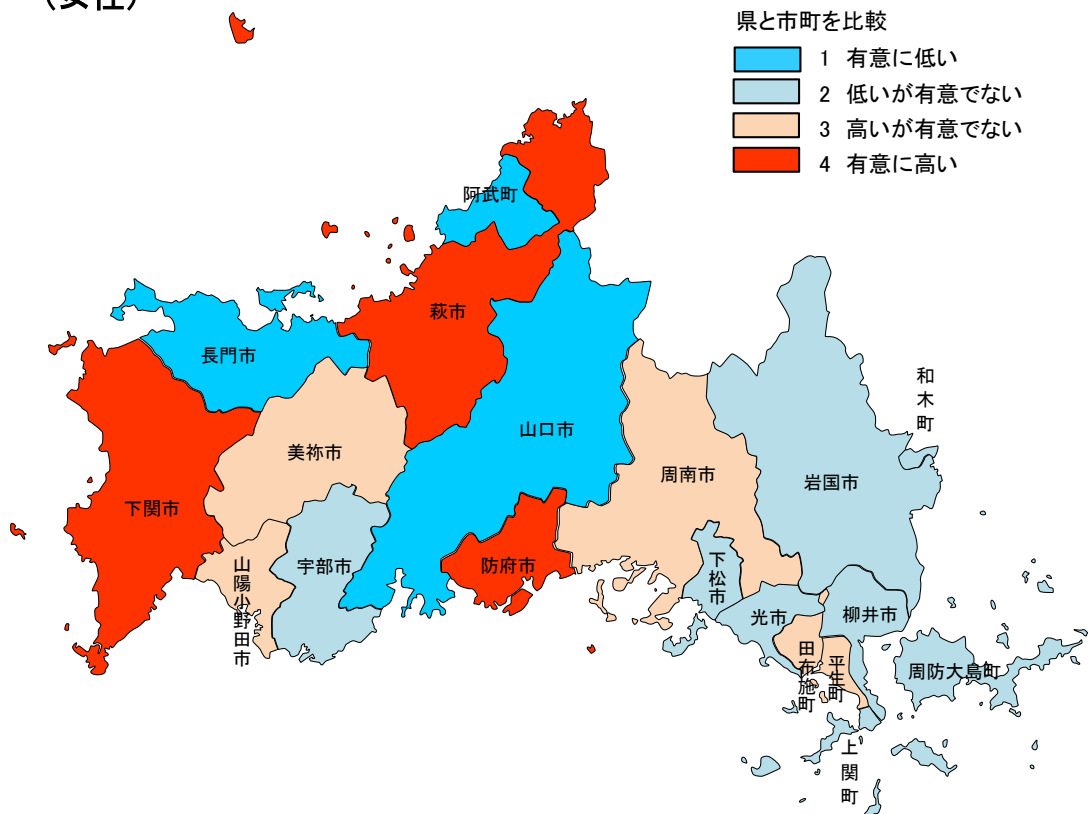 (女性)
県と市町を比較
1 有意に低い
2 低いが有意でない
3 高いが有意でない
4 有意に高い
阿武町
萩市
長門市
和木町
山口市
美祢市
周南市
岩国市
下関市
防府市
宇部市
山陽小野田市
下松市
光市
柳井市
田布施町
平生町
周防大島町
上関町